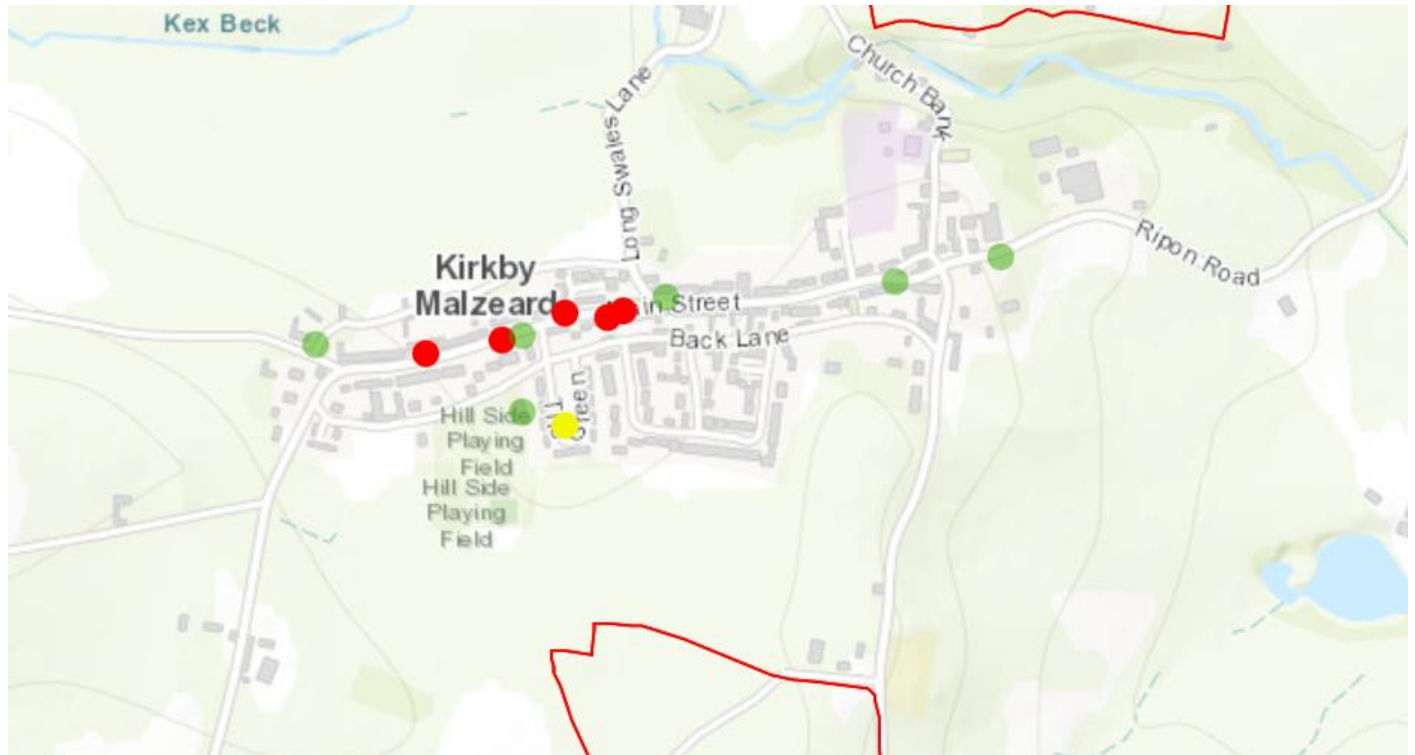 Kex Beck
Church Bank
Long Swales Lane
Ripon Road
Kirkby
Malzeard
Main Street
Back Lane
Green
Hill Side
Playing
Field
Hill Side
Playing
Field